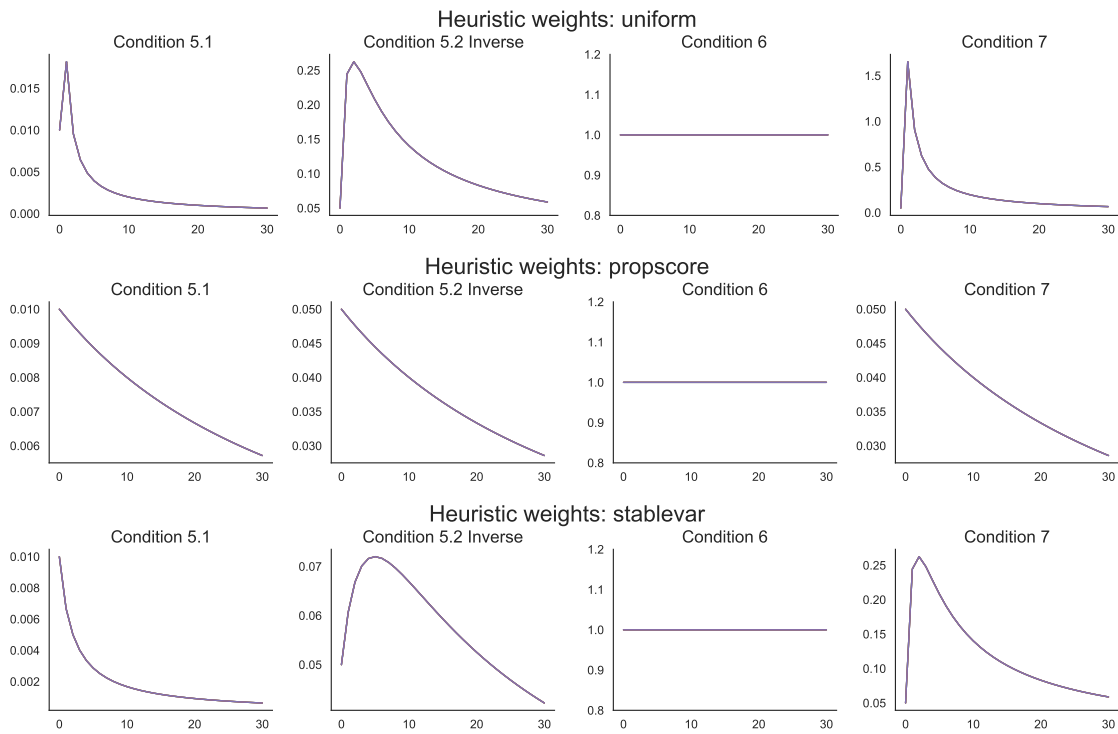 Heuristic weights: uniform
Condition 5.1
Condition 5.2 Inverse
Condition 6
Condition 7
0.015
0.010
0.005
0.000
0 10 20 30
0.25
0.20
0.15
0.10
0.05
0 10 20 30
1.2
1.1
1.0
0.9
0.8
0 10 20 30
1.5
1.0
0.5
0.0
0 10 20 30
Heuristic weights: propscore
Condition 5.1
Condition 5.2 Inverse
Condition 6
Condition 7
0.010
0.009
0.008
0.007
0.006
0 10 20 30
0.050
0.045
0.040
0.035
0.030
0 10 20 30
1.2
1.1
1.0
0.9
0.8
0 10 20 30
0.050
0.045
0.040
0.035
0.030
0 10 20 30
Heuristic weights: stablevar
Condition 5.1
Condition 5.2 Inverse
Condition 6
Condition 7
0.010
0.008
0.006
0.004
0.002
0 10 20 30
0.07
0.06
0.05
0 10 20 30
1.2
1.1
1.0
0.9
0.8
0 10 20 30
0.25
0.20
0.15
0.10
0.05
0 10 20 30